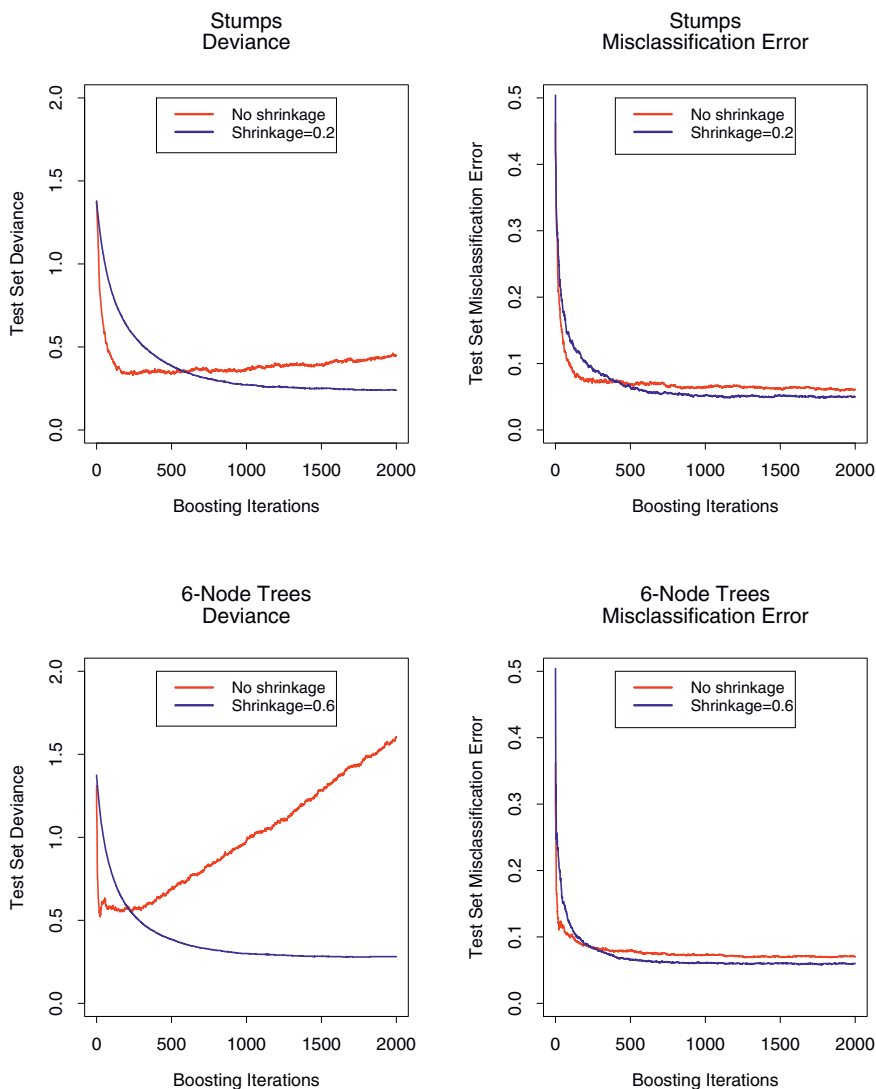 Stumps
Deviance
No shrinkage
Shrinkage=0.2
Test Set Deviance
0.0 0.5 1.0 1.5 2.0
0 500 1000 1500 2000
Boosting Iterations
Stumps
Misclassification Error
No shrinkage
Shrinkage=0.2
Test Set Misclassification Error
0.0 0.1 0.2 0.3 0.4 0.5
0 500 1000 1500 2000
Boosting Iterations
6-Node Trees
Deviance
No shrinkage
Shrinkage=0.6
Test Set Deviance
0.0 0.5 1.0 1.5 2.0
0 500 1000 1500 2000
Boosting Iterations
6-Node Trees
Misclassification Error
No shrinkage
Shrinkage=0.6
Test Set Misclassification Error
0.0 0.1 0.2 0.3 0.4 0.5
0 500 1000 1500 2000
Boosting Iterations